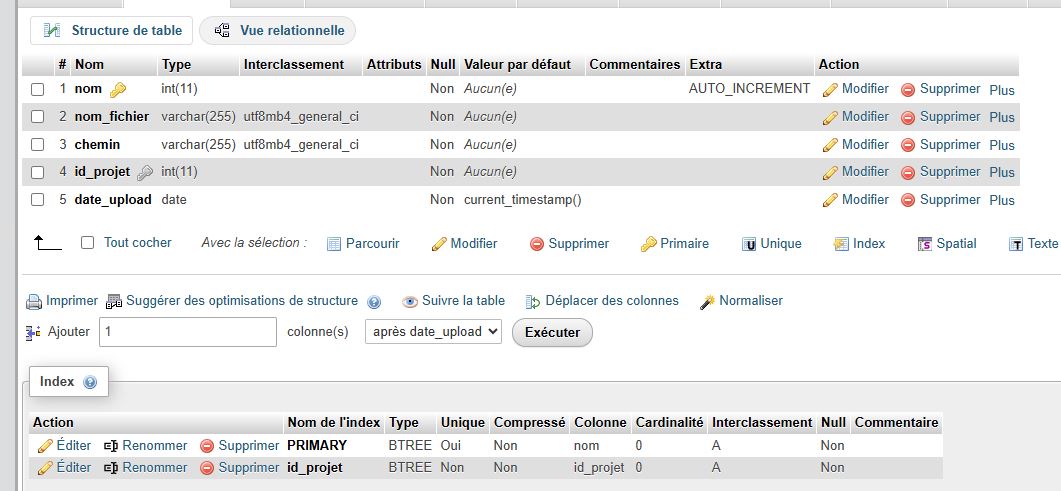 Structure de table Vue relationnelle
# Nom Type Interclassement Attributs Null Valeur par défaut Commentaires Extra Action
1 nom int(11) Non Aucun(e) AUTO_INCREMENT Modifier Supprimer Plus
2 nom_fichier varchar(255) utf8mb4_general_ci Non Aucun(e) Modifier Supprimer Plus
3 chemin varchar(255) utf8mb4_general_ci Non Aucun(e) Modifier Supprimer Plus
4 id_projet int(11) Non Aucun(e) Modifier Supprimer Plus
5 date_upload date Non current_timestamp() Modifier Supprimer Plus
Tout cocher Avec la sélection : Parcourir Modifier Supprimer Primaire Unique Index Spatial Texte
Imprimer Suggérer des optimisations de structure Suivre la table Déplacer des colonnes Normaliser
Ajouter 1 colonne(s) après date_upload Exécuter
Index
Action Nom de l'index Type Unique Compressé Colonne Cardinalité Interclassement Null Commentaire
Éditer Renommer Supprimer PRIMARY BTREE Oui Non nom 0 A Non
Éditer Renommer Supprimer id_projet BTREE Non Non id_projet 0 A Non